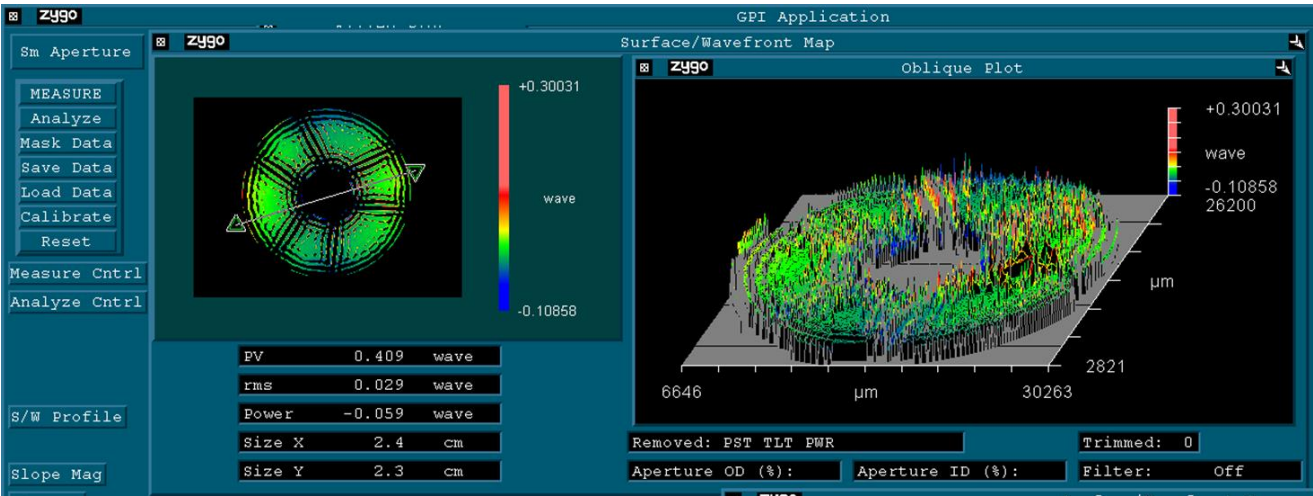 zygo GPI Application
Sm Aperture
MEASURE
Analyze
Mask Data
Save Data
Load Data
Calibrate
Reset
Measure Cntrl
Analyze Cntrl
S/W Profile
Slope Mag
zygo Surface/Wavefront Map
+0.30031
wave
-0.10858
PV 0.409 wave
rms 0.029 wave
Power -0.059 wave
Size X 2.4 cm
Size Y 2.3 cm
zygo Oblique Plot
+0.30031
wave
-0.10858
26200
µm
2821
6646 µm 30263
Removed: PST TLT PWR Trimmed: 0
Aperture OD (%): Aperture ID (%): Filter: Off
zygo